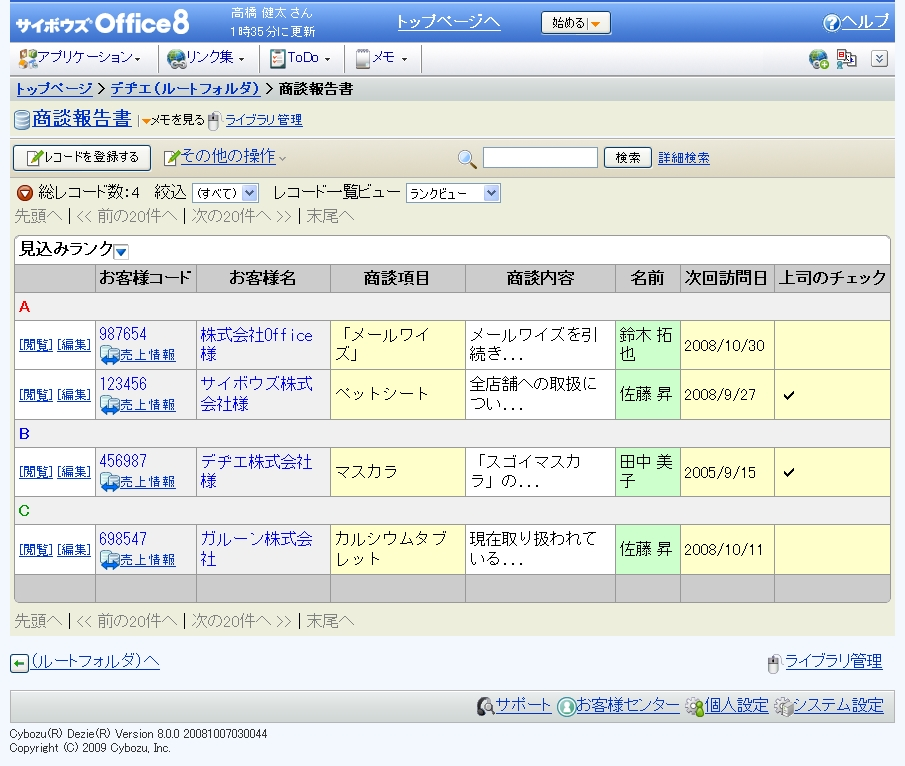 サイボウズ Office 8
高橋 健太 さん
1時35分に更新
トップページへ
始める
ヘルプ
アプリケーション リンク集 ToDo メモ
トップページ > デヂエ（ルートフォルダ） > 商談報告書
商談報告書 メモを見る ライブラリ管理
レコードを登録する その他の操作 検索 詳細検索
総レコード数:4 絞込 (すべて) レコード一覧ビュー ランクビュー
先頭へ | << 前の20件へ | 次の20件へ >> | 末尾へ
見込みランク
お客様コード お客様名 商談項目 商談内容 名前 次回訪問日 上司のチェック
A
[閲覧] [編集] 987654 売上情報 株式会社Office様 「メールワイズ」 メールワイズを引続き... 鈴木 拓也 2008/10/30
[閲覧] [編集] 123456 売上情報 サイボウズ株式会社様 ペットシート 全店舗への取扱につい... 佐藤 昇 2008/9/27 ✓
B
[閲覧] [編集] 456987 売上情報 デヂエ株式会社様 マスカラ 「スゴイマスカラ」の... 田中 美子 2005/9/15 ✓
C
[閲覧] [編集] 698547 売上情報 ガルーン株式会社 カルシウムタブレット 現在取り扱われている... 佐藤 昇 2008/10/11
先頭へ | << 前の20件へ | 次の20件へ >> | 末尾へ
(ルートフォルダ)へ ライブラリ管理
サポート お客様センター 個人設定 システム設定
Cybozu(R) Dezie(R) Version 8.0.0 20081007030044
Copyright (C) 2009 Cybozu, Inc.